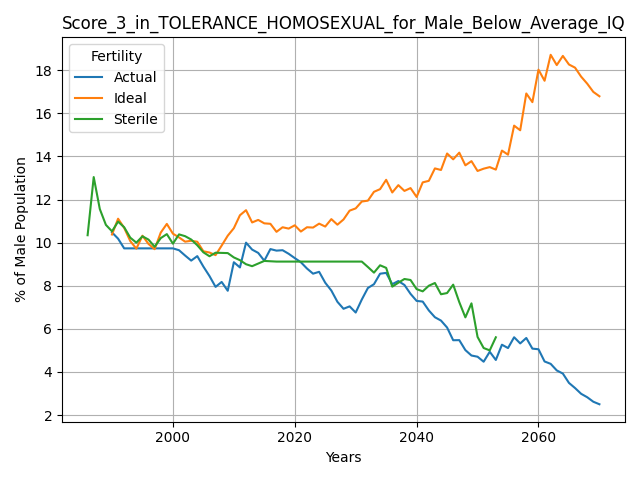 Score_3_in_TOLERANCE_HOMOSEXUAL_for_Male_Below_Average_IQ
Fertility
Actual
Ideal
Sterile
% of Male Population
18
16
14
12
10
8
6
4
2
2000 2020 2040 2060
Years